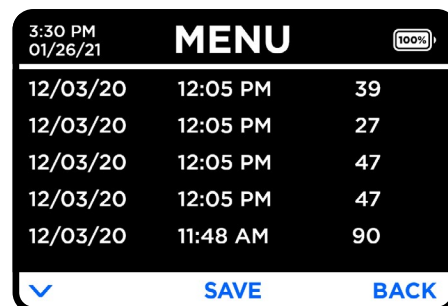 3:30 PM
01/26/21
MENU
100%
12/03/20 12:05 PM 39
12/03/20 12:05 PM 27
12/03/20 12:05 PM 47
12/03/20 12:05 PM 47
12/03/20 11:48 AM 90
SAVE BACK